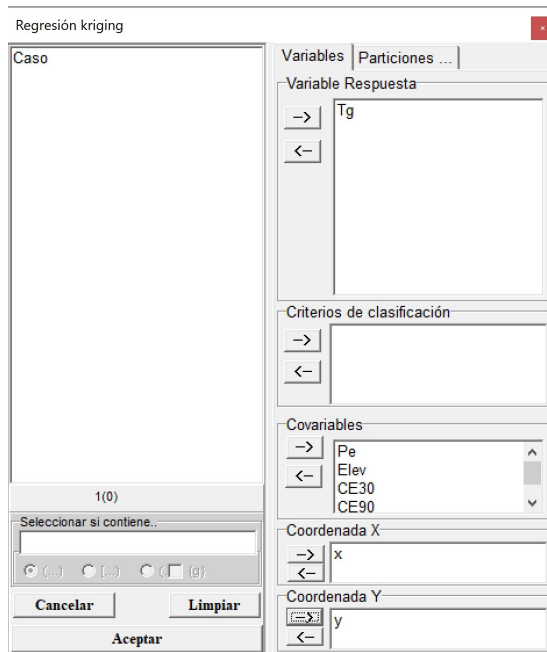 Regresión kriging
Caso
1(0)
Seleccionar si contiene..
(...) [...) (. {g}
Cancelar Limpiar
Aceptar
Variables Particiones ...
Variable Respuesta
-->
<--
Tg
Criterios de clasificación
-->
<--
Covariables
-->
<--
Pe
Elev
CE30
CE90
Coordenada X
-->
<--
x
Coordenada Y
-->
<--
y